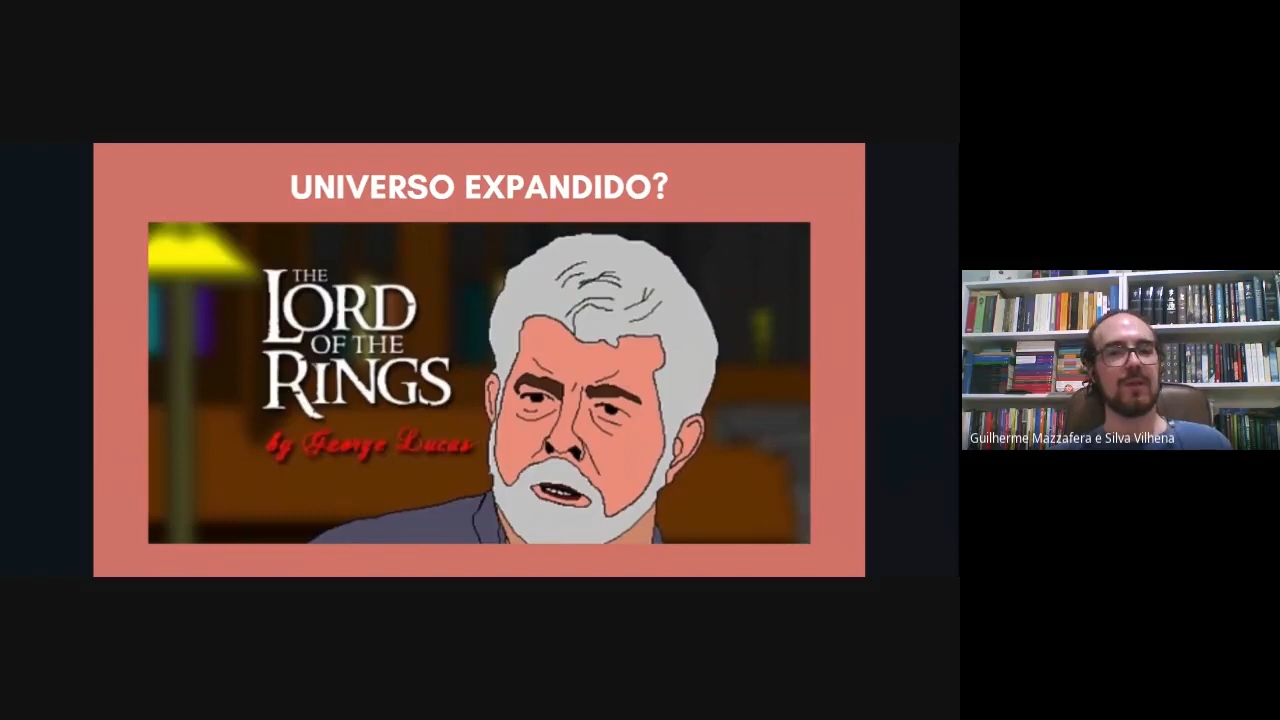 UNIVERSO EXPANDIDO?
THE
LORD
OF THE
RINGS
by George Lucas
Guilherme Mazzafera e Silva Vilhena